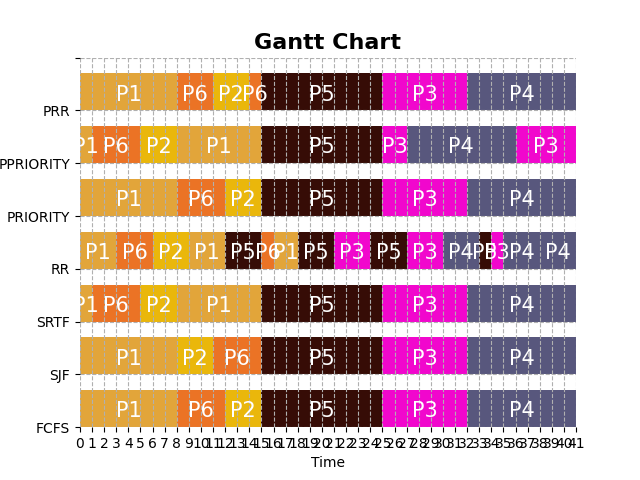 Gantt Chart
PRR P1 P6 P2 P6 P5 P3 P4
PPRIORITY P1 P6 P2 P1 P5 P3 P4 P3
PRIORITY P1 P6 P2 P5 P3 P4
RR P1 P6 P2 P1 P5 P6 P1 P5 P3 P5 P3 P4 P5 P3 P4 P4
SRTF P1 P6 P2 P1 P5 P3 P4
SJF P1 P2 P6 P5 P3 P4
FCFS P1 P6 P2 P5 P3 P4
0 1 2 3 4 5 6 7 8 9 10 11 12 13 14 15 16 17 18 19 20 21 22 23 24 25 26 27 28 29 30 31 32 33 34 35 36 37 38 39 40 41
Time